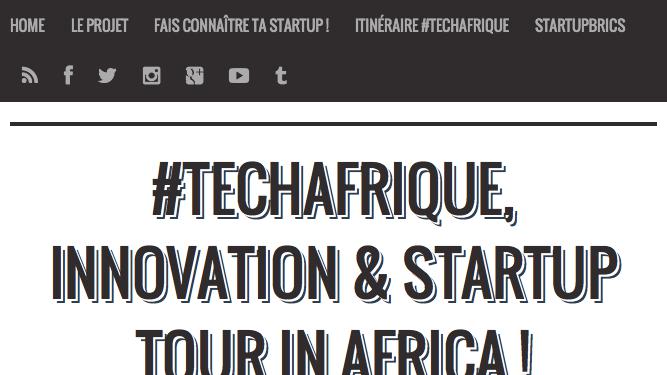 HOME LE PROJET FAIS CONNAÎTRE TA STARTUP ! ITINÉRAIRE #TECHAFRIQUE STARTUPBRICS
#TECHAFRIQUE,
INNOVATION & STARTUP
TOUR IN AFRICA !